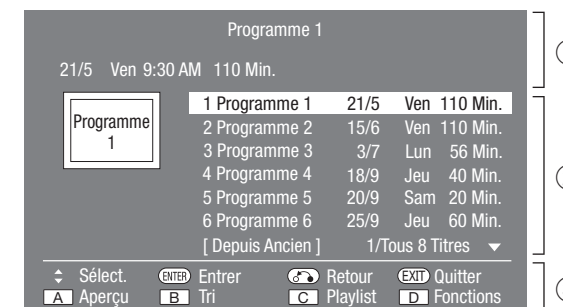 Programme 1
21/5 Ven 9:30 AM 110 Min.
Programme
1
1 Programme 1 21/5 Ven 110 Min.
2 Programme 2 15/6 Ven 110 Min.
3 Programme 3 3/7 Lun 56 Min.
4 Programme 4 18/9 Jeu 40 Min.
5 Programme 5 20/9 Sam 20 Min.
6 Programme 6 25/9 Jeu 60 Min.
[ Depuis Ancien ] 1/Tous 8 Titres
Sélect. ENTER Entrer Retour EXIT Quitter
A Aperçu B Tri C Playlist D Fonctions